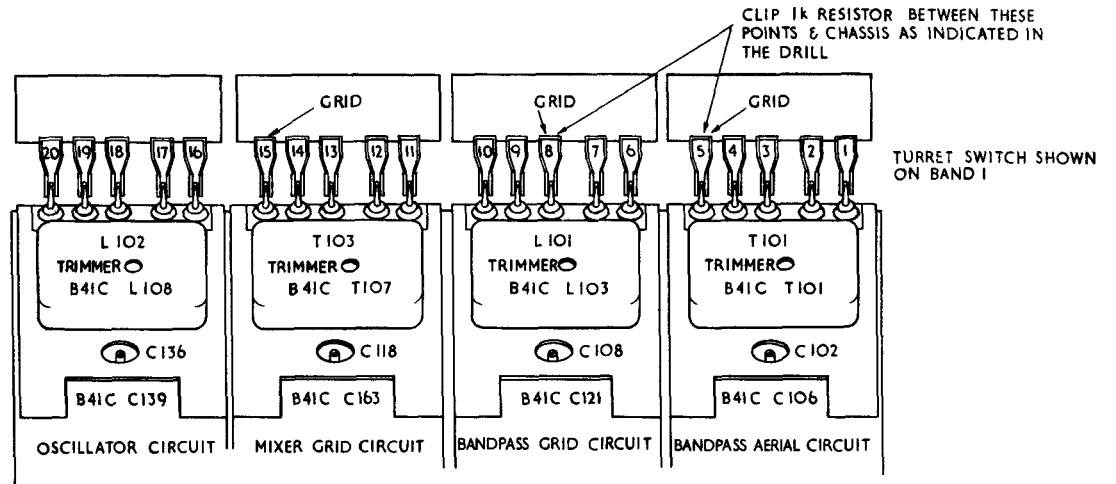 CLIP 1k RESISTOR BETWEEN THESE
POINTS & CHASSIS AS INDICATED IN
THE DRILL
GRID
GRID
GRID
20 19 18 17 16
15 14 13 12 11
10 9 8 7 6
5 4 3 2 1
TURRET SWITCH SHOWN
ON BAND 1
L 102
TRIMMER
B41C L108
C136
B41C C139
OSCILLATOR CIRCUIT
T103
TRIMMER
B41C T107
C118
B41C C163
MIXER GRID CIRCUIT
L101
TRIMMER
B41C L103
C108
B41C C121
BANDPASS GRID CIRCUIT
T101
TRIMMER
B41C T101
C102
B41C C106
BANDPASS AERIAL CIRCUIT